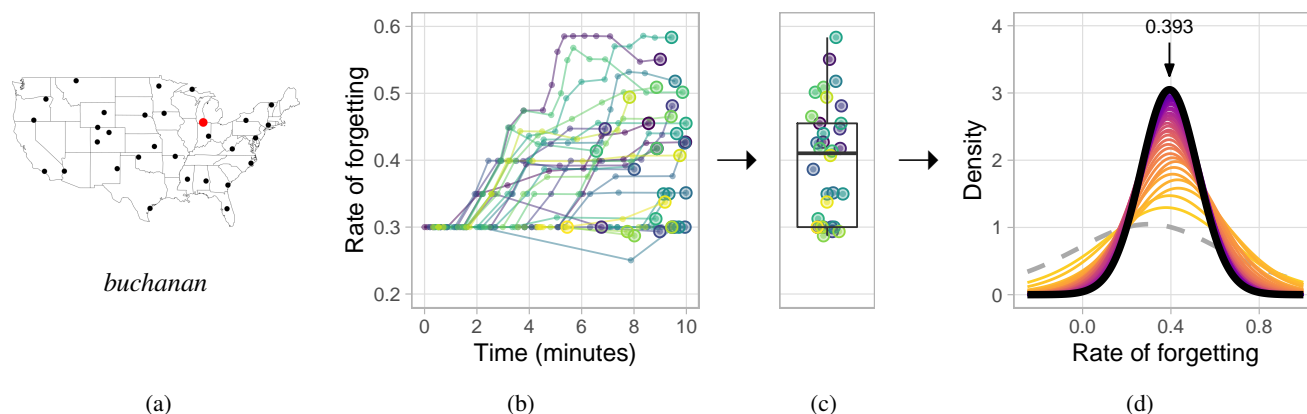 buchanan
(a)
Rate of forgetting
0.6
0.5
0.4
0.3
0.2
0 2 4 6 8 10
Time (minutes)
(b)
(c)
0.393
Density
4
3
2
1
0
0.0 0.4 0.8
Rate of forgetting
(d)